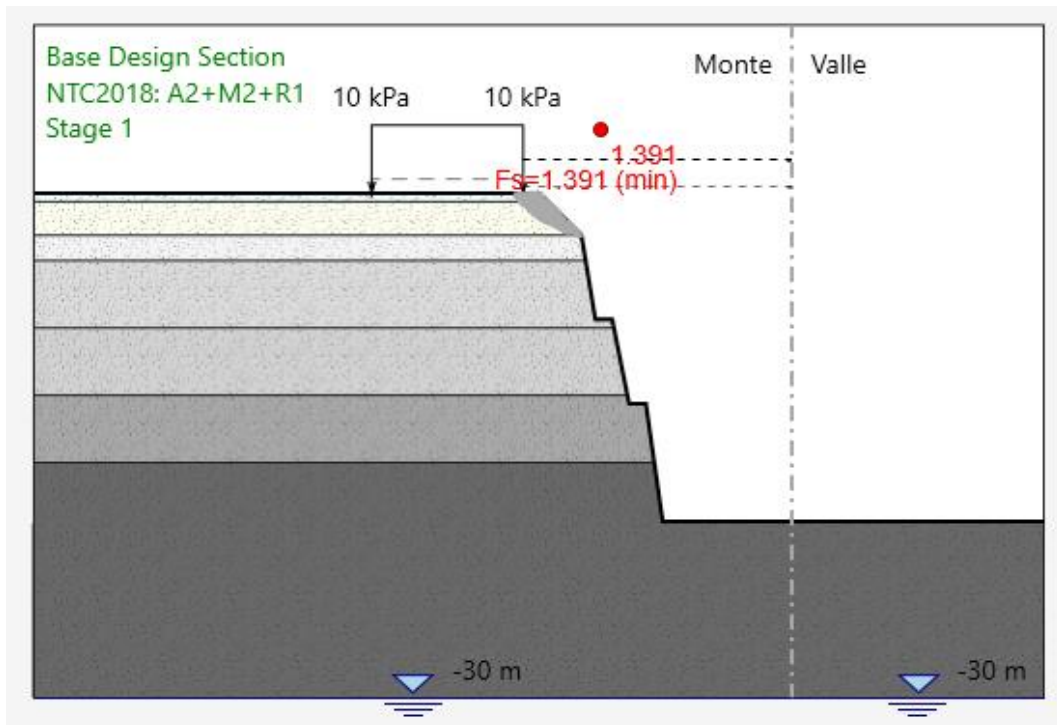 Base Design Section
NTC2018: A2+M2+R1
Stage 1
10 kPa
10 kPa
Monte
Valle
1.391
Fs=1.391 (min)
-30 m
-30 m